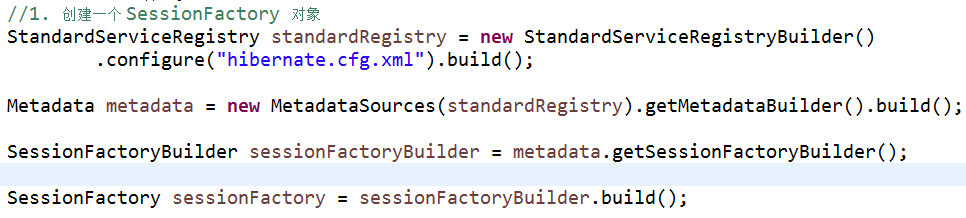 //1. 创建一个 SessionFactory 对象
StandardServiceRegistry standardRegistry = new StandardServiceRegistryBuilder()
.configure("hibernate.cfg.xml").build();
Metadata metadata = new MetadataSources(standardRegistry).getMetadataBuilder().build();
SessionFactoryBuilder sessionFactoryBuilder = metadata.getSessionFactoryBuilder();
SessionFactory sessionFactory = sessionFactoryBuilder.build();